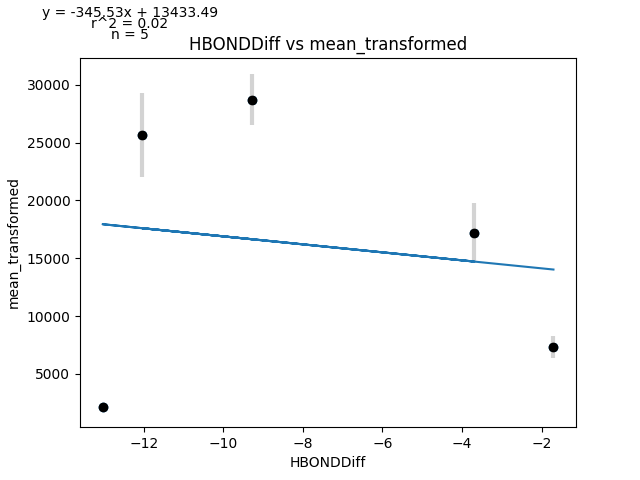 y = -345.53x + 13433.49
r^2 = 0.02
n = 5
HBONDDiff vs mean_transformed
30000
25000
20000
15000
10000
5000
mean_transformed
−12
−10
−8
−6
−4
−2
HBONDDiff